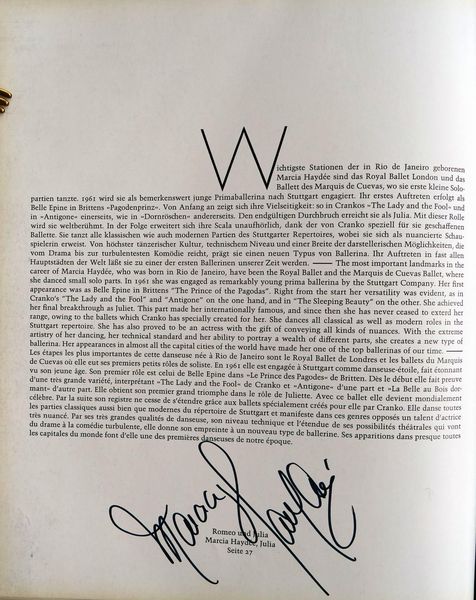 Wichtigste Stationen der in Rio de Janeiro geborenen
Marcia Haydée sind das Royal Ballet London und das
Ballett des Marquis de Cuevas, wo sie erste kleine Solo-
partien tanzte. 1961 wird sie als bemerkenswert junge Primaballerina nach Stuttgart engagiert. Ihr erstes Auftreten erfolgt als
Belle Epine in Brittens »Pagodenprinz«. Von Anfang an zeigt sich ihre Vielseitigkeit: so in Crankos »The Lady and the Fool« und
in »Antigone« einerseits, wie in »Dornröschen« andererseits. Den endgültigen Durchbruch erreicht sie als Julia. Mit dieser Rolle
wird sie weltberühmt. In der Folge erweitert sich ihre Scala unaufhörlich, dank der von Cranko speziell für sie geschaffenen
Ballette. Sie tanzt alle klassischen wie auch modernen Partien des Stuttgarter Repertoires, wobei sie sich als nuancierte Schau-
spielerin erweist. Von höchster tänzerischer Kultur, technischem Niveau und einer Breite der darstellerischen Möglichkeiten, die
vom Drama bis zur turbulentesten Komödie reicht, prägt sie einen neuen Typus von Ballerina. Ihr Auftreten in fast allen
Hauptstädten der Welt läßt sie zu einer der ersten Ballerinen unserer Zeit werden. —— The most important landmarks in the
career of Marcia Haydée, who was born in Rio de Janeiro, have been the Royal Ballet and the Marquis de Cuevas Ballet, where
she danced small solo parts. In 1961 she was engaged as remarkably young prima ballerina by the Stuttgart Company. Her first
appearance was as Belle Epine in Brittens "The Prince of the Pagodas". Right from the start her versatility was evident, as in
Cranko's "The Lady and the Fool" and "Antigone" on the one hand, and in "The Sleeping Beauty" on the other. She achieved
her final breakthrough as Juliet. This part made her internationally famous, and since then she has never ceased to extend her
range, owing to the ballets which Cranko has specially created for her. She dances all classical as well as modern roles in the
Stuttgart repertoire. She has also proved to be an actress with the gift of conveying all kinds of nuances. With the extreme
artistry of her dancing, her technical standard and her ability to portray a wealth of different parts, she creates a new type of
ballerina. Her appearances in almost all the capital cities of the world have made her one of the top ballerinas of our time. ——
Les étapes les plus importantes de cette danseuse née à Rio de Janeiro sont le Royal Ballet de Londres et les ballets du Marquis
de Cuevas où elle eut ses premiers petits rôles de soliste. En 1961 elle est engagée à Stuttgart comme danseuse-étoile, fait étonnant
vu son jeune âge. Son premier rôle est celui de Belle Epine dans »Le Prince des Pagodes« de Britten. Dès le début elle fait preuve
d'une très grande variété, interprétant »The Lady and the Fool« de Cranko et »Antigone« d'une part et »La Belle au Bois dor-
mant« d'autre part. Elle obtient son premier grand triomphe dans le rôle de Juliette. Avec ce ballet elle devient mondialement
célèbre. Par la suite son registre ne cesse de s'étendre grâce aux ballets spécialement créés pour elle par Cranko. Elle danse toutes
les parties classiques aussi bien que modernes du répertoire de Stuttgart et manifeste dans ces genres opposés un talent d'actrice
très nuancé. Par ses très grandes qualités de danseuse, son niveau technique et l'étendue de ses possibilités théâtrales qui vont
du drame à la comédie turbulente, elle donne son empreinte à un nouveau type de ballerine. Ses apparitions dans presque toutes
les capitales du monde font d'elle une des premières danseuses de notre époque.
Marcia Haydée
Romeo und Julia
Marcia Haydée, Julia
Seite 27